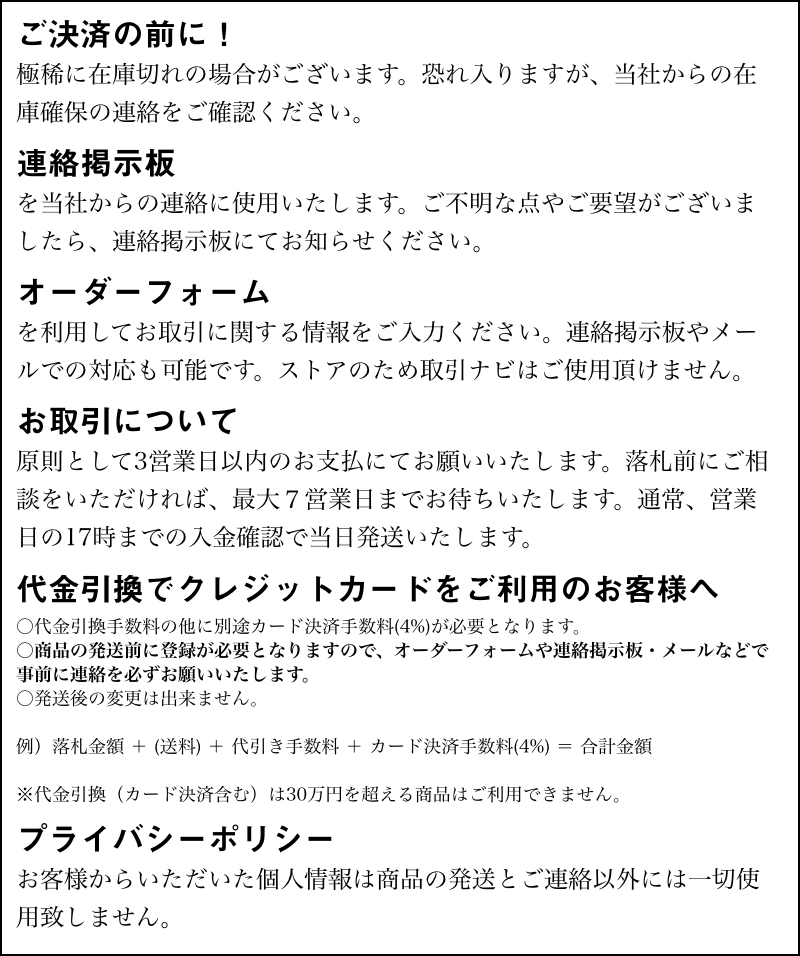 ご決済の前に！
極稀に在庫切れの場合がございます。恐れ入りますが、当社からの在
庫確保の連絡をご確認ください。
連絡掲示板
を当社からの連絡に使用いたします。ご不明な点やご要望がございま
したら、連絡掲示板にてお知らせください。
オーダーフォーム
を利用してお取引に関する情報をご入力ください。連絡掲示板やメー
ルでの対応も可能です。ストアのため取引ナビはご使用頂けません。
お取引について
原則として3営業日以内のお支払にてお願いいたします。落札前にご相
談をいただければ、最大７営業日までお待ちいたします。通常、営業
日の17時までの入金確認で当日発送いたします。
代金引換でクレジットカードをご利用のお客様へ
○代金引換手数料の他に別途カード決済手数料(4%)が必要となります。
○商品の発送前に登録が必要となりますので、オーダーフォームや連絡掲示板・メールなどで
事前に連絡を必ずお願いいたします。
○発送後の変更は出来ません。
例）落札金額 ＋ (送料) ＋ 代引き手数料 ＋ カード決済手数料(4%) ＝ 合計金額
※代金引換（カード決済含む）は30万円を超える商品はご利用できません。
プライバシーポリシー
お客様からいただいた個人情報は商品の発送とご連絡以外には一切使
用致しません。